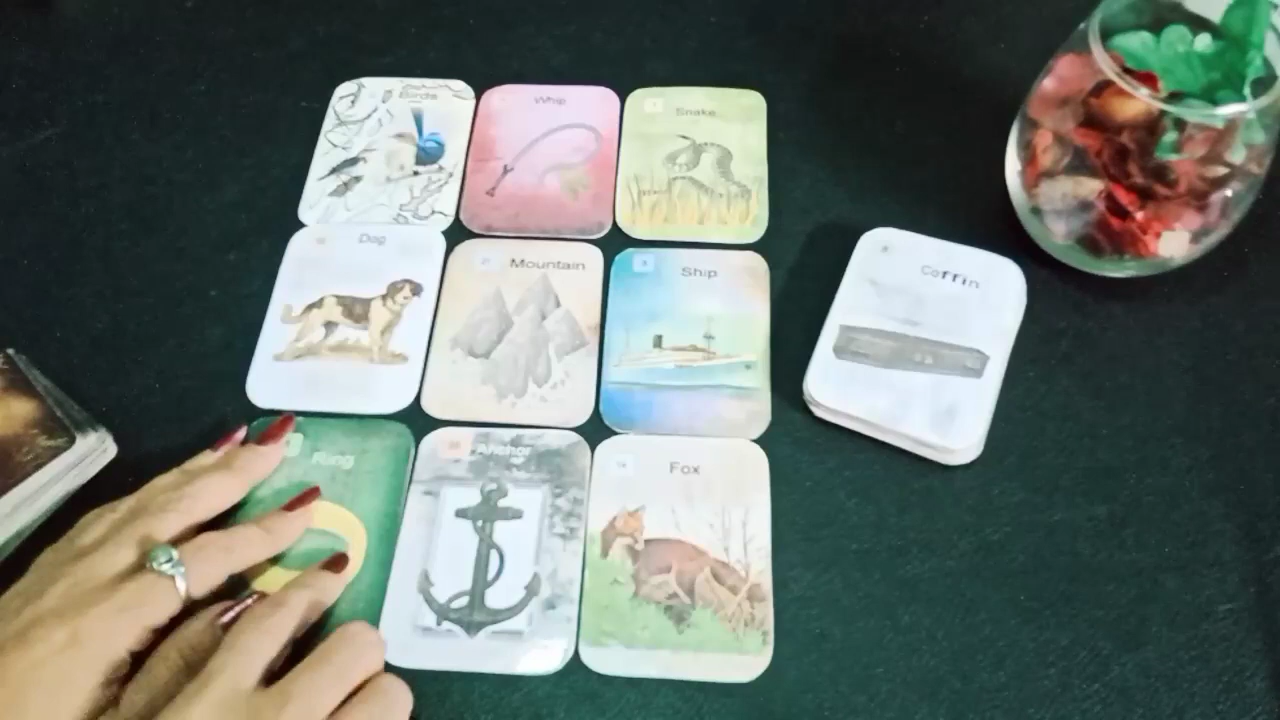 Birds
Whip
Snake
Dog
Mountain
Ship
Coffin
Ring
Anchor
Fox